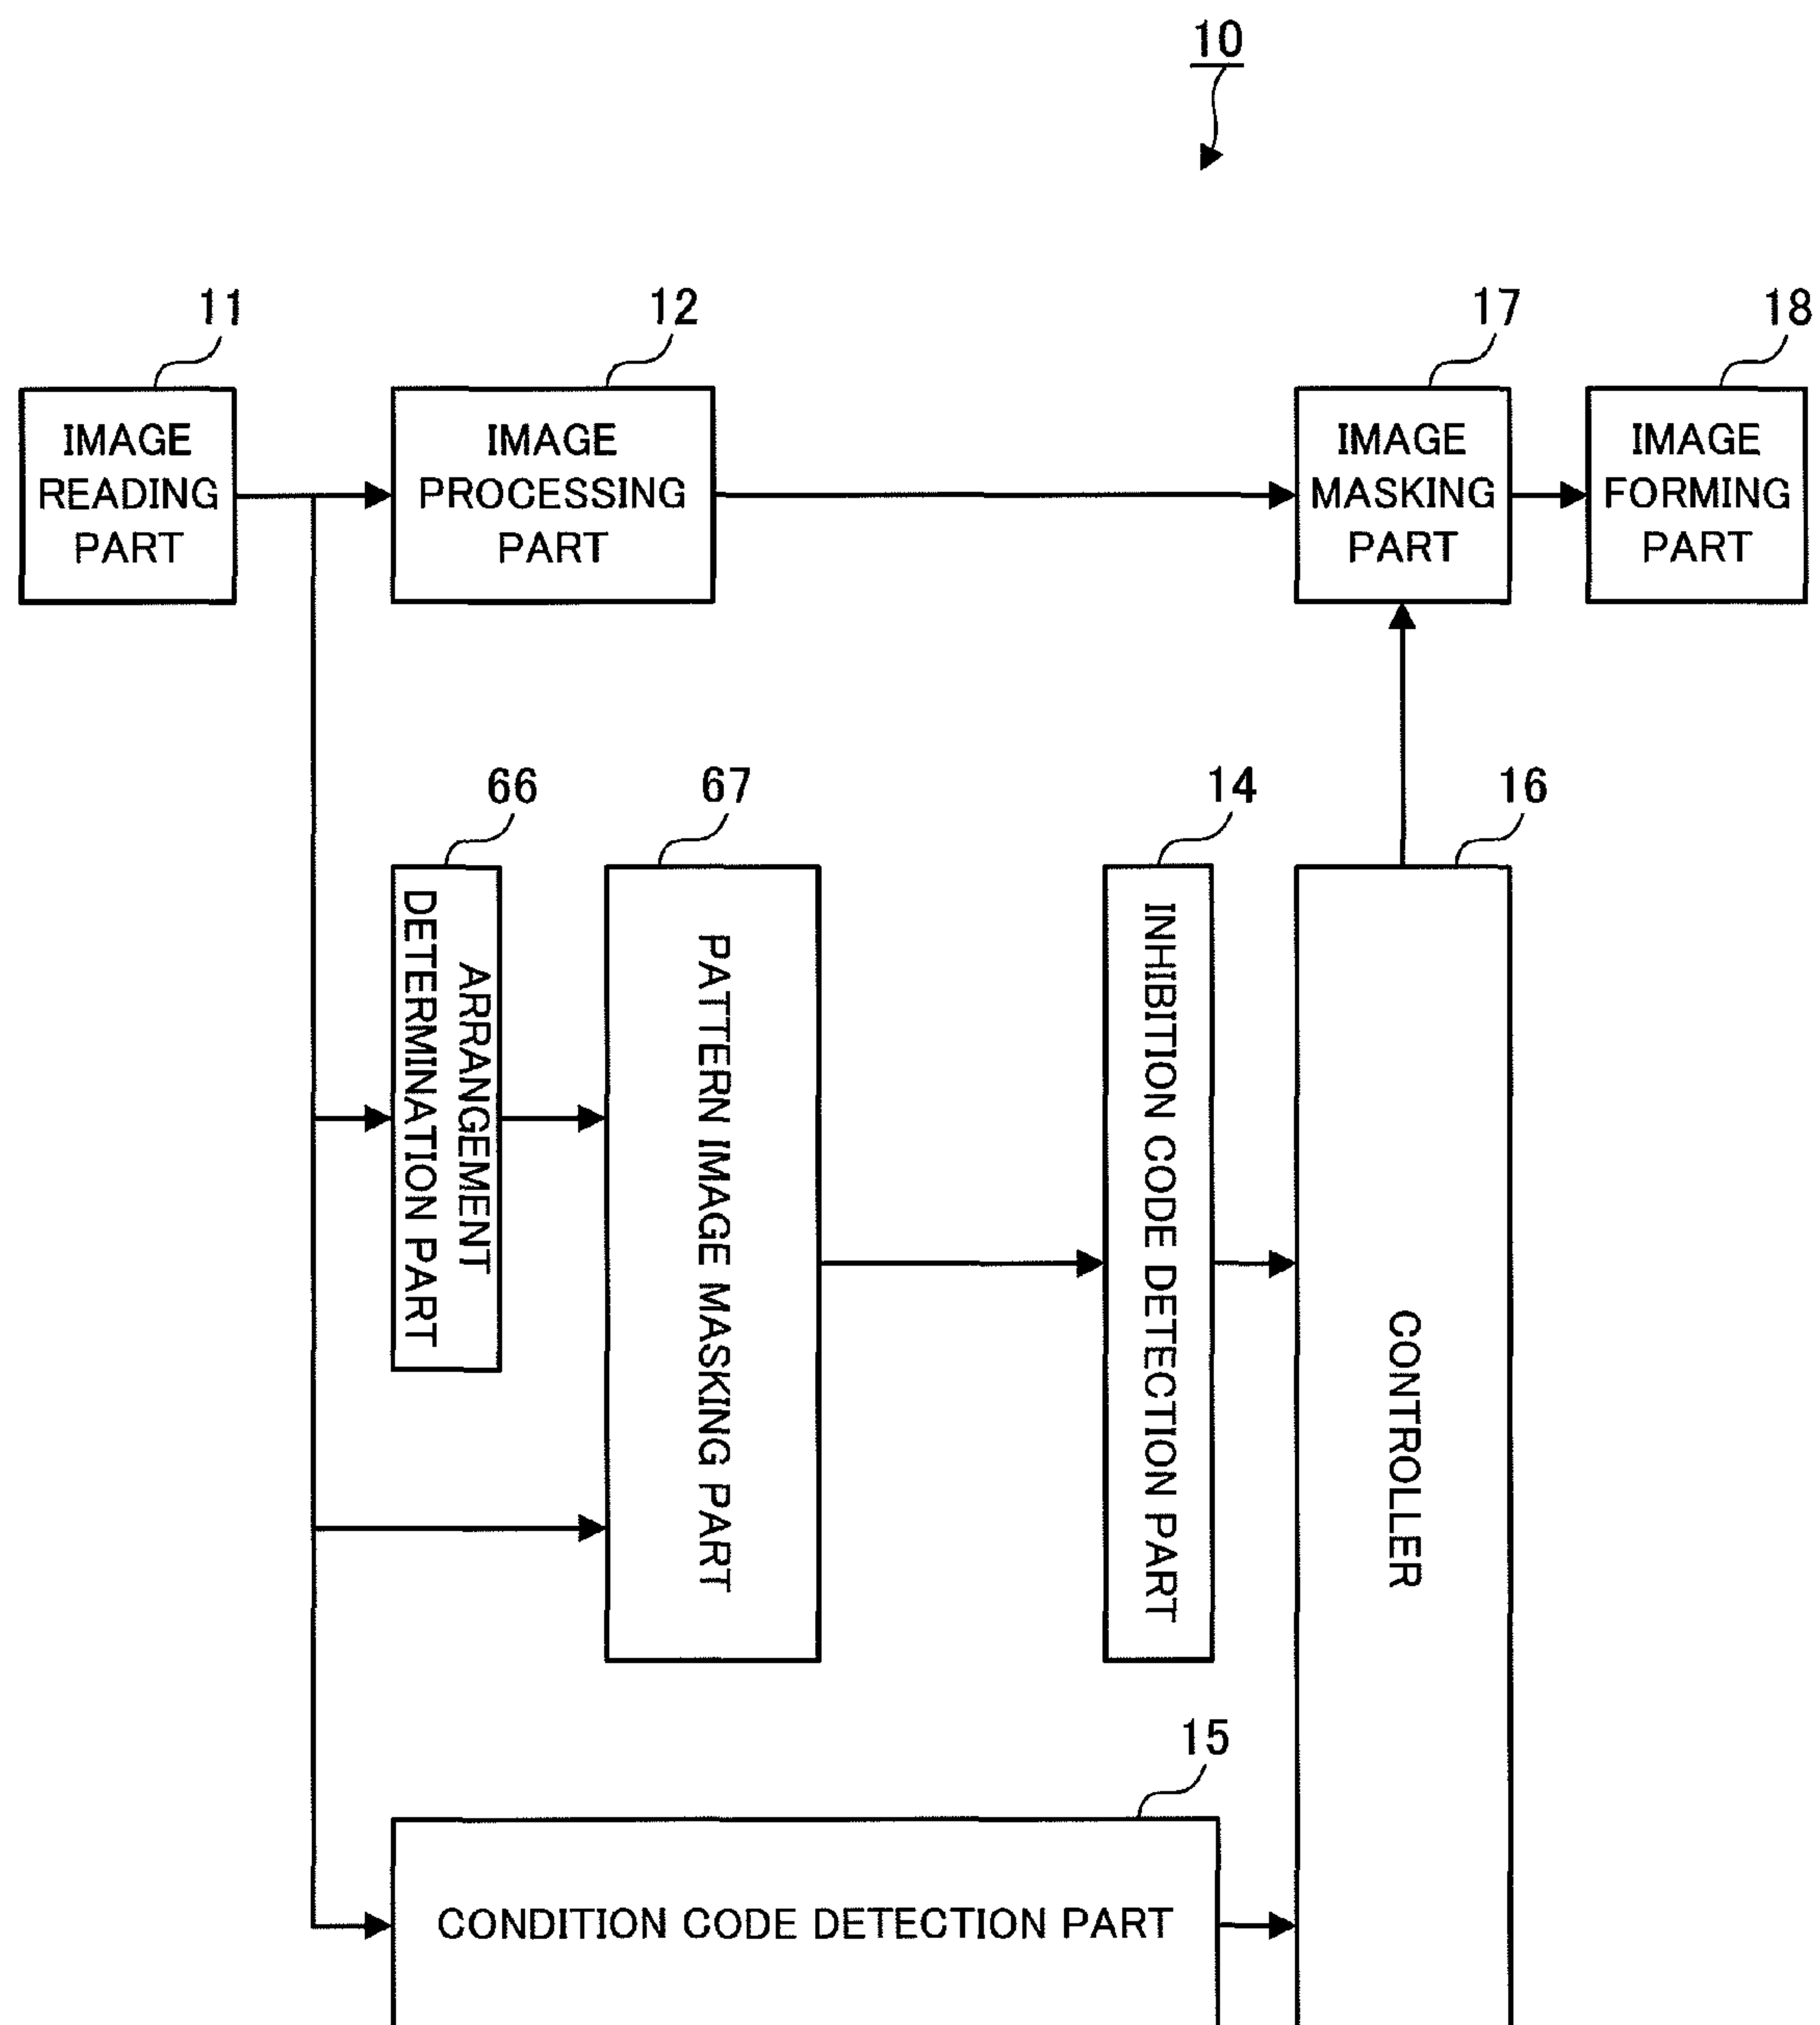 10
11
12
17
18
IMAGE
READING
PART
IMAGE
PROCESSING
PART
IMAGE
MASKING
PART
IMAGE
FORMING
PART
66
67
14
16
ARRANGEMENT
DETERMINATION PART
PATTERN IMAGE MASKING PART
INHIBITION CODE DETECTION PART
CONTROLLER
15
CONDITION CODE DETECTION PART